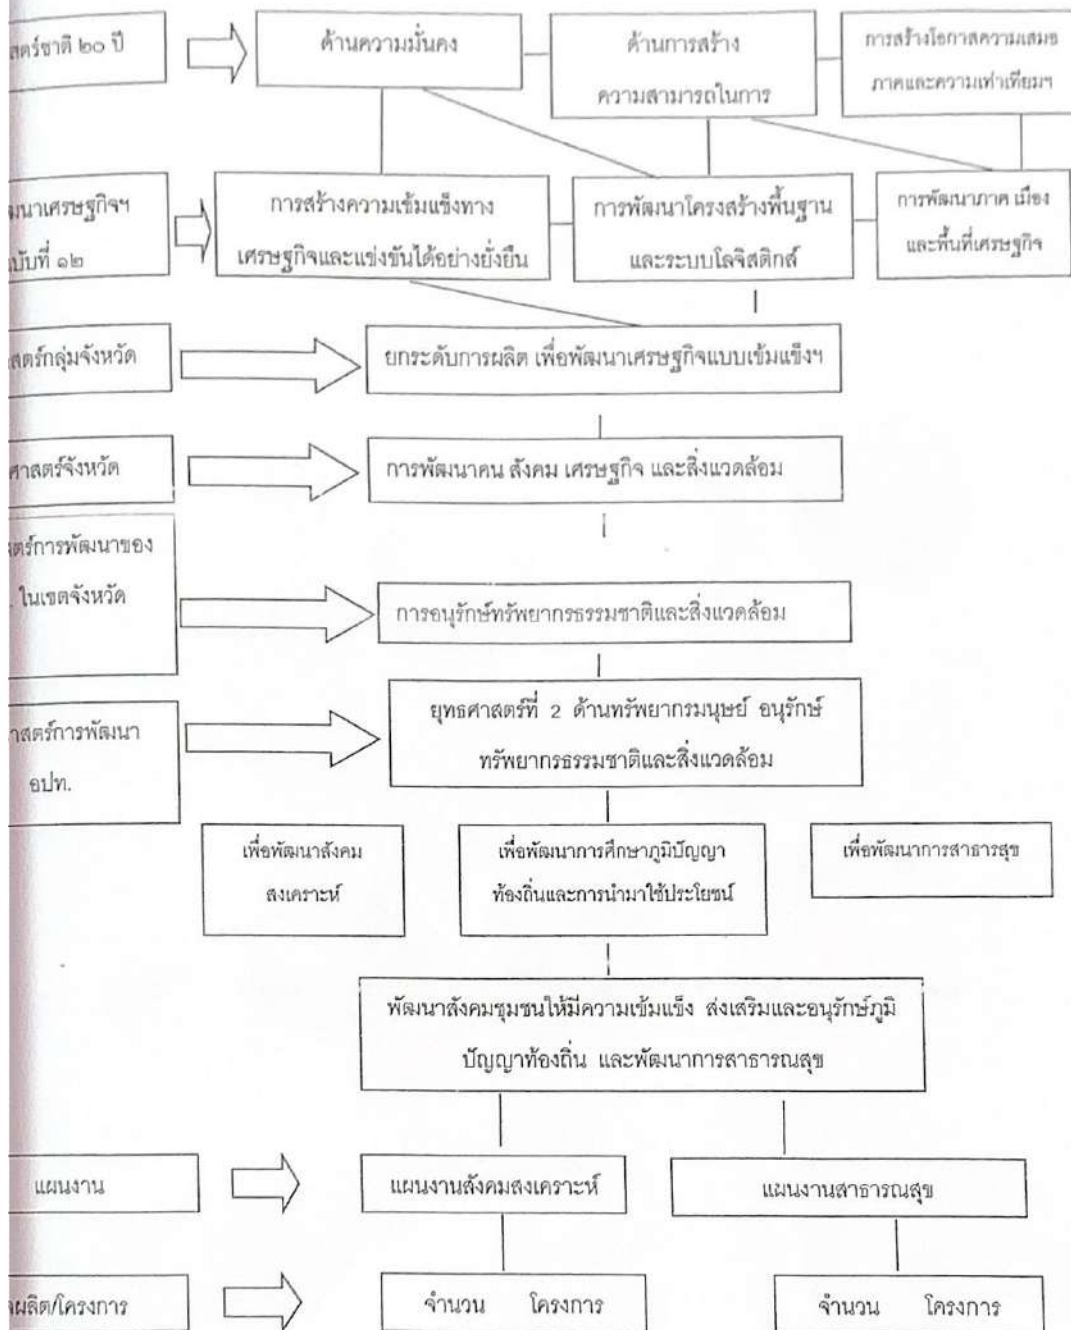 สตร์ชาติ ๒๐ ปี
ด้านความมั่นคง
ด้านการสร้าง
ความสามารถในการ
การสร้างโอกาสความเสมอ
ภาคและความเท่าเทียมฯ
ฒนาเศรษฐกิจฯ
บับที่ ๑๒
การสร้างความเข้มแข็งทาง
เศรษฐกิจและแข่งขันได้อย่างยั่งยืน
การพัฒนาโครงสร้างพื้นฐาน
และระบบโลจิสติกส์
การพัฒนาภาค เมือง
และพื้นที่เศรษฐกิจ
สตร์กลุ่มจังหวัด
ยกระดับการผลิต เพื่อพัฒนาเศรษฐกิจแบบเข้มแข็งฯ
ศาสตร์จังหวัด
การพัฒนาคน สังคม เศรษฐกิจ และสิ่งแวดล้อม
สตร์การพัฒนาของ
. ในเขตจังหวัด
การอนุรักษ์ทรัพยากรธรรมชาติและสิ่งแวดล้อม
าสตร์การพัฒนา
อปท.
ยุทธศาสตร์ที่ 2 ด้านทรัพยากรมนุษย์ อนุรักษ์
ทรัพยากรธรรมชาติและสิ่งแวดล้อม
เพื่อพัฒนาสังคม
สงเคราะห์
เพื่อพัฒนาการศึกษาภูมิปัญญา
ท้องถิ่นและการนำมาใช้ประโยชน์
เพื่อพัฒนาการสาธารสุข
พัฒนาสังคมชุมชนให้มีความเข้มแข็ง ส่งเสริมและอนุรักษ์ภูมิ
ปัญญาท้องถิ่น และพัฒนาการสาธารณสุข
แผนงาน
แผนงานสังคมสงเคราะห์
แผนงานสาธารณสุข
ผลิต/โครงการ
จำนวน โครงการ
จำนวน โครงการ